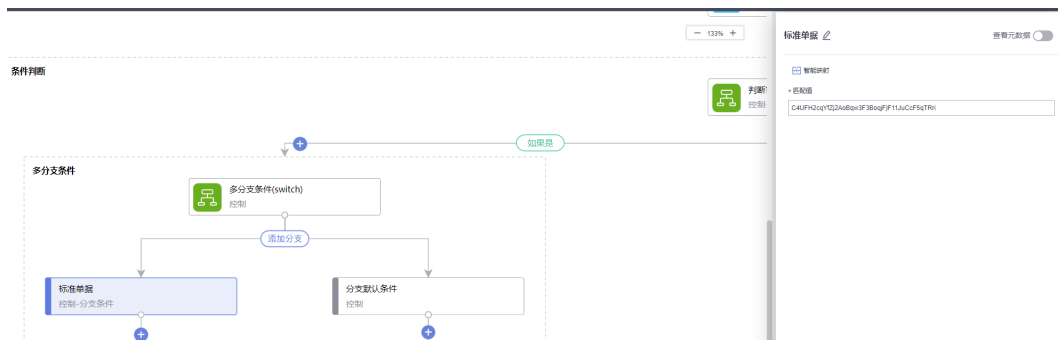 133%
标准单据
查看元数据
条件判断
智能映射
判断
控制-
* 匹配值
C4UFH2cqYfZj2AoBqw3F3BoqjFjF11JuCcF5qTRri
如果是
多分支条件
多分支条件(switch)
控制
添加分支
标准单据
控制-分支条件
分支默认条件
控制